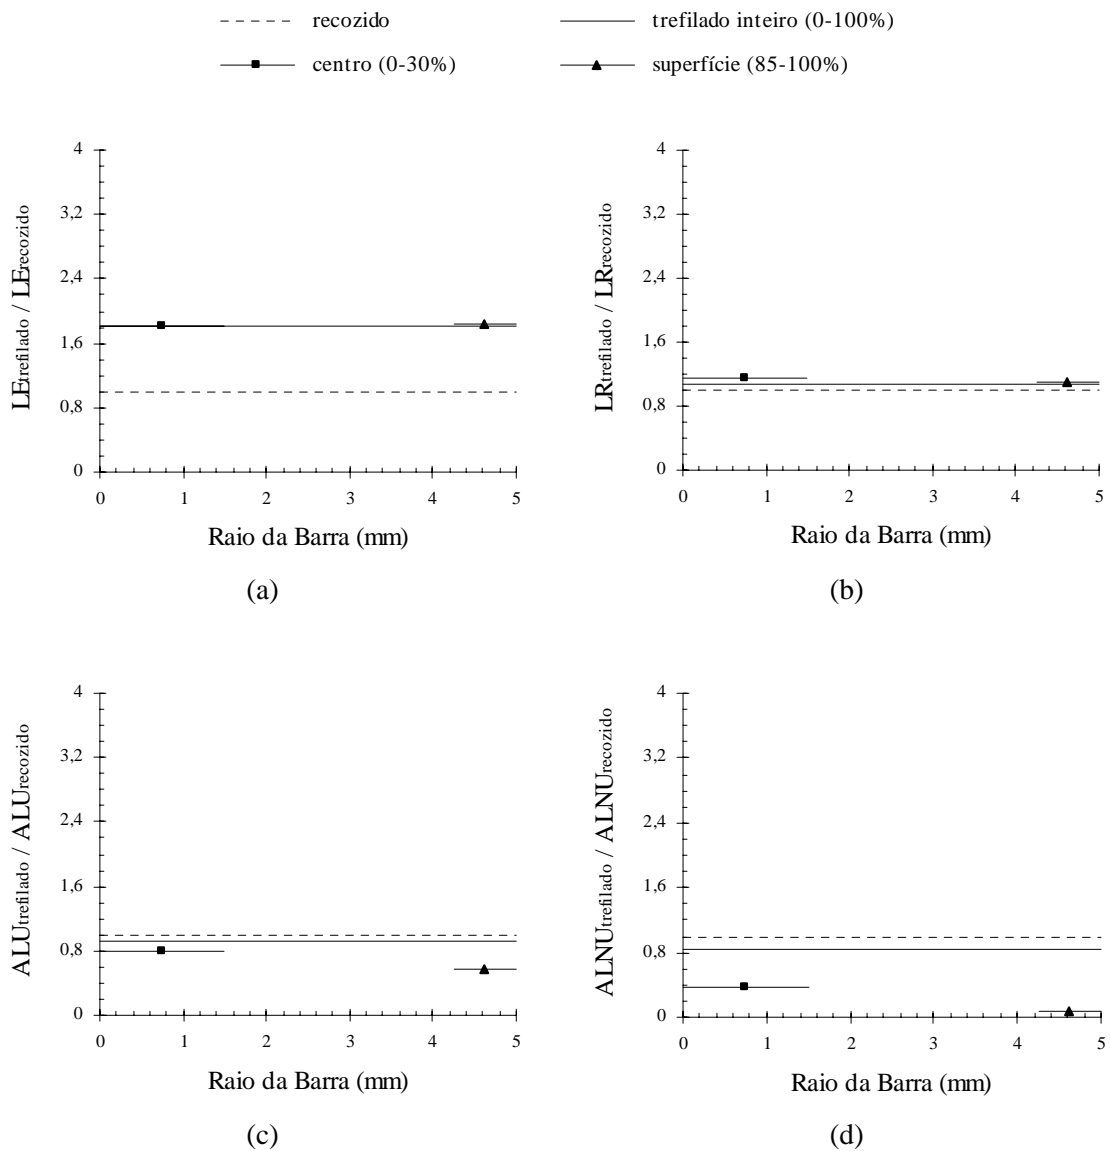 recozido
trefilado inteiro (0-100%)
centro (0-30%)
superfície (85-100%)
4
3,2
2,4
1,6
0,8
0
0 1 2 3 4 5
LEtrefilado / LErecozido
Raio da Barra (mm)
(a)
4
3,2
2,4
1,6
0,8
0
0 1 2 3 4 5
LRtrefilado / LRrecozido
Raio da Barra (mm)
(b)
4
3,2
2,4
1,6
0,8
0
0 1 2 3 4 5
ALUtrefilado / ALUrecozido
Raio da Barra (mm)
(c)
4
3,2
2,4
1,6
0,8
0
0 1 2 3 4 5
ALNUtrefilado / ALNUrecozido
Raio da Barra (mm)
(d)